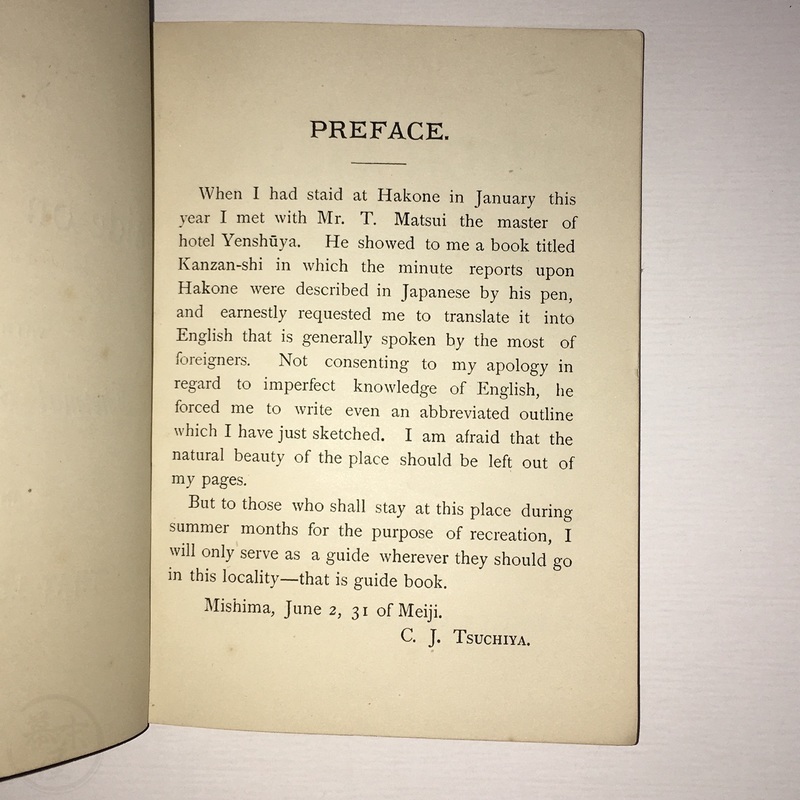 PREFACE.
When I had staid at Hakone in January this
year I met with Mr. T. Matsui the master of
hotel Yenshūya. He showed to me a book titled
Kanzan-shi in which the minute reports upon
Hakone were described in Japanese by his pen,
and earnestly requested me to translate it into
English that is generally spoken by the most of
foreigners. Not consenting to my apology in
regard to imperfect knowledge of English, he
forced me to write even an abbreviated outline
which I have just sketched. I am afraid that the
natural beauty of the place should be left out of
my pages.
But to those who shall stay at this place during
summer months for the purpose of recreation, I
will only serve as a guide wherever they should go
in this locality—that is guide book.
Mishima, June 2, 31 of Meiji.
C. J. TSUCHIYA.